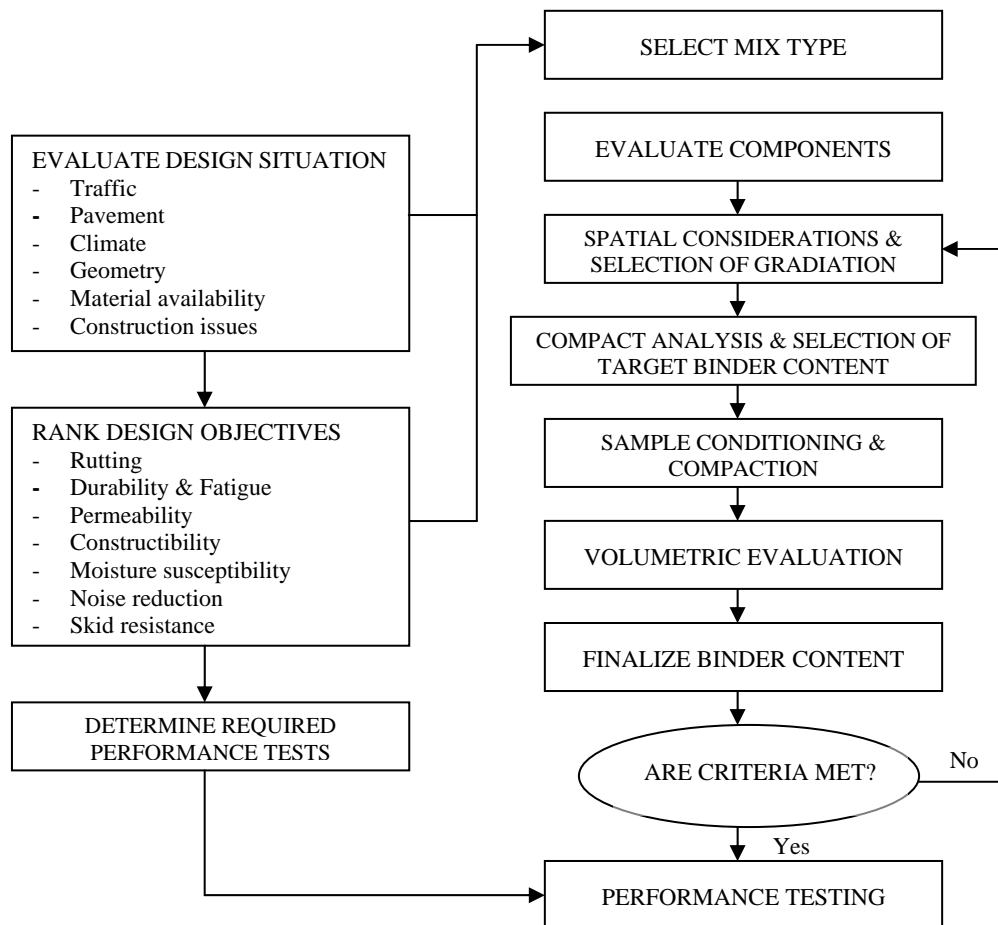 SELECT MIX TYPE
EVALUATE DESIGN SITUATION
- Traffic
- Pavement
- Climate
- Geometry
- Material availability
- Construction issues
RANK DESIGN OBJECTIVES
- Rutting
- Durability & Fatigue
- Permeability
- Constructibility
- Moisture susceptibility
- Noise reduction
- Skid resistance
DETERMINE REQUIRED
PERFORMANCE TESTS
EVALUATE COMPONENTS
SPATIAL CONSIDERATIONS &
SELECTION OF GRADIATION
COMPACT ANALYSIS & SELECTION OF
TARGET BINDER CONTENT
SAMPLE CONDITIONING &
COMPACTION
VOLUMETRIC EVALUATION
FINALIZE BINDER CONTENT
ARE CRITERIA MET?
No
Yes
PERFORMANCE TESTING